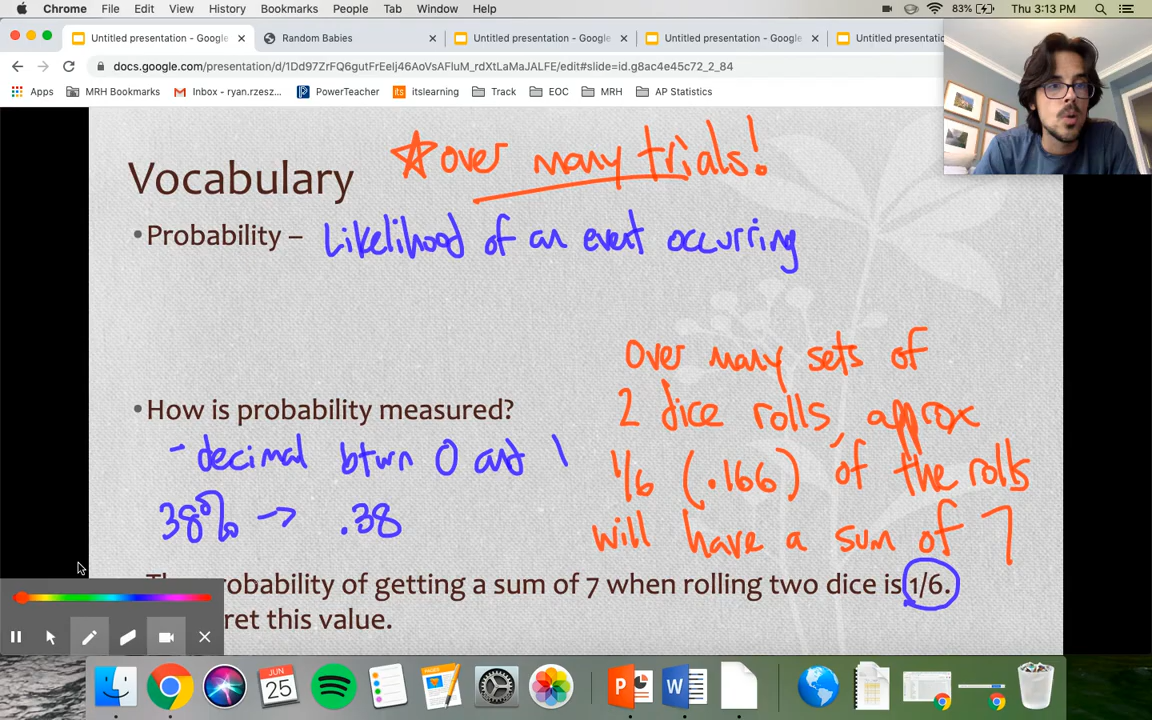 Chrome File Edit View History Bookmarks People Tab Window Help 83% Thu 3:13 PM
Untitled presentation - Google × Random Babies × Untitled presentation - Google × Untitled presentation - Google × Untitled presentation - Goo
docs.google.com/presentation/d/1Dd97ZrFQ6gutFrEelj46AoVsAFluM_rdXtLaMaJALFE/edit#slide=id.g8ac4e45c72_2_84
Apps MRH Bookmarks Inbox - ryan.rzesz... PowerTeacher its itslearning Track EOC MRH AP Statistics
over many trials!
Vocabulary
•Probability – Likelihood of an event occurring
Over many sets of
2 dice rolls, approx
1/6 (.166) of the rolls
will have a sum of 7
•How is probability measured?
- decimal btwn 0 and 1
38% → .38
robability of getting a sum of 7 when rolling two dice is 1/6.
ret this value.
JUN
25